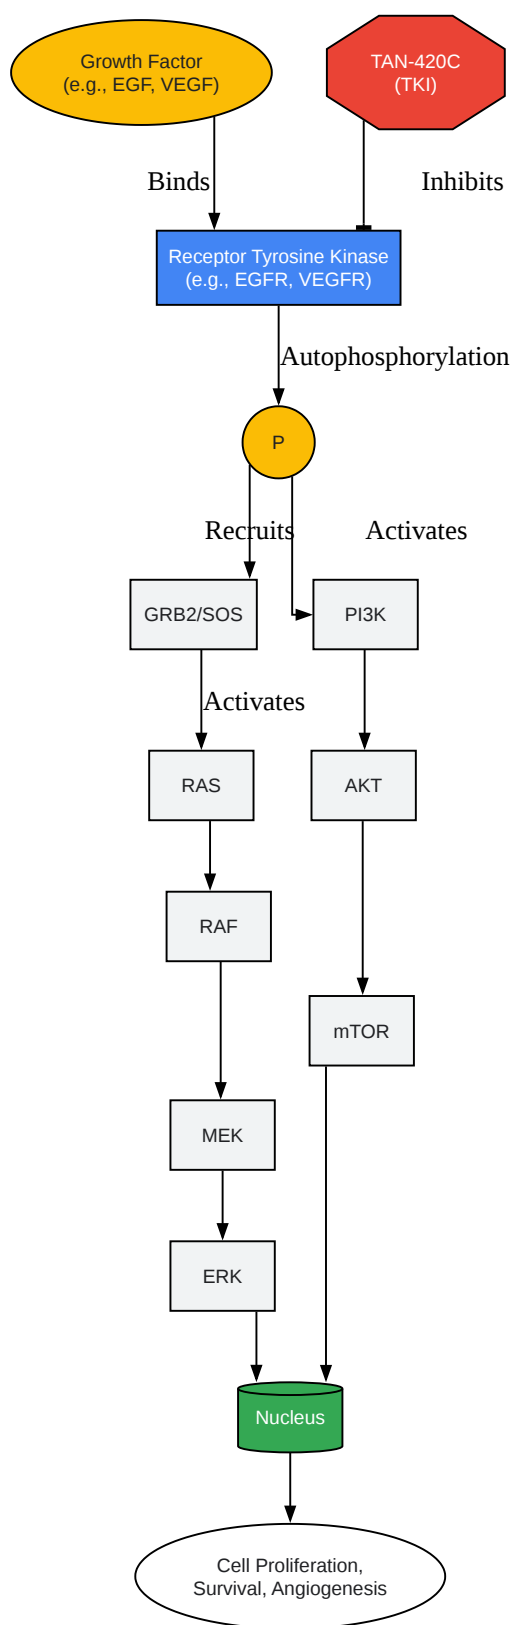 Growth Factor
(e.g., EGF, VEGF)
TAN-420C
(TKI)
Binds
Inhibits
Receptor Tyrosine Kinase
(e.g., EGFR, VEGFR)
Autophosphorylation
P
Recruits
Activates
GRB2/SOS
PI3K
Activates
RAS
AKT
RAF
mTOR
MEK
ERK
Nucleus
Cell Proliferation,
Survival, Angiogenesis